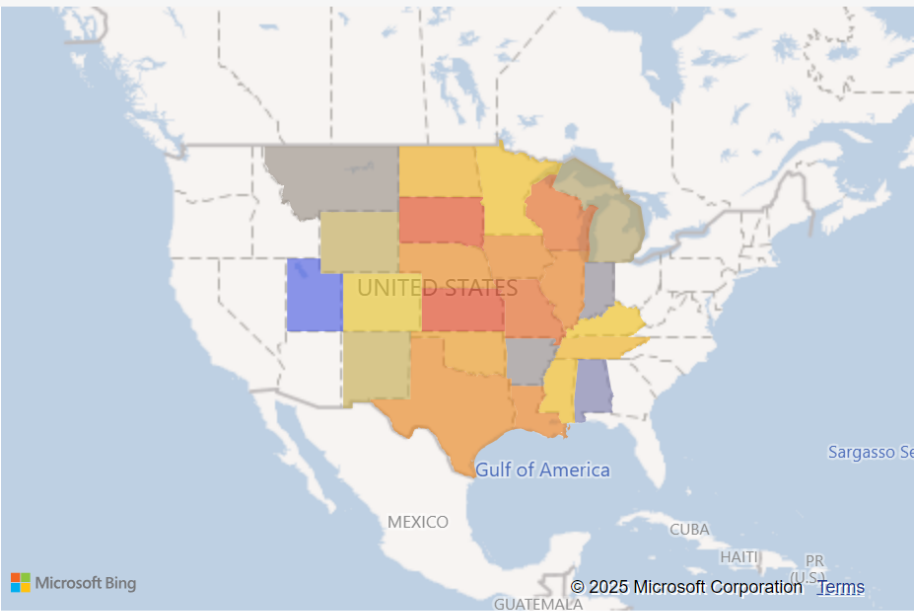 UNITED STATES
Gulf of America
Sargasso Se
MEXICO
CUBA
HAITI
PR
(U.S.)
Microsoft Bing
© 2025 Microsoft Corporation Terms
GUATEMALA